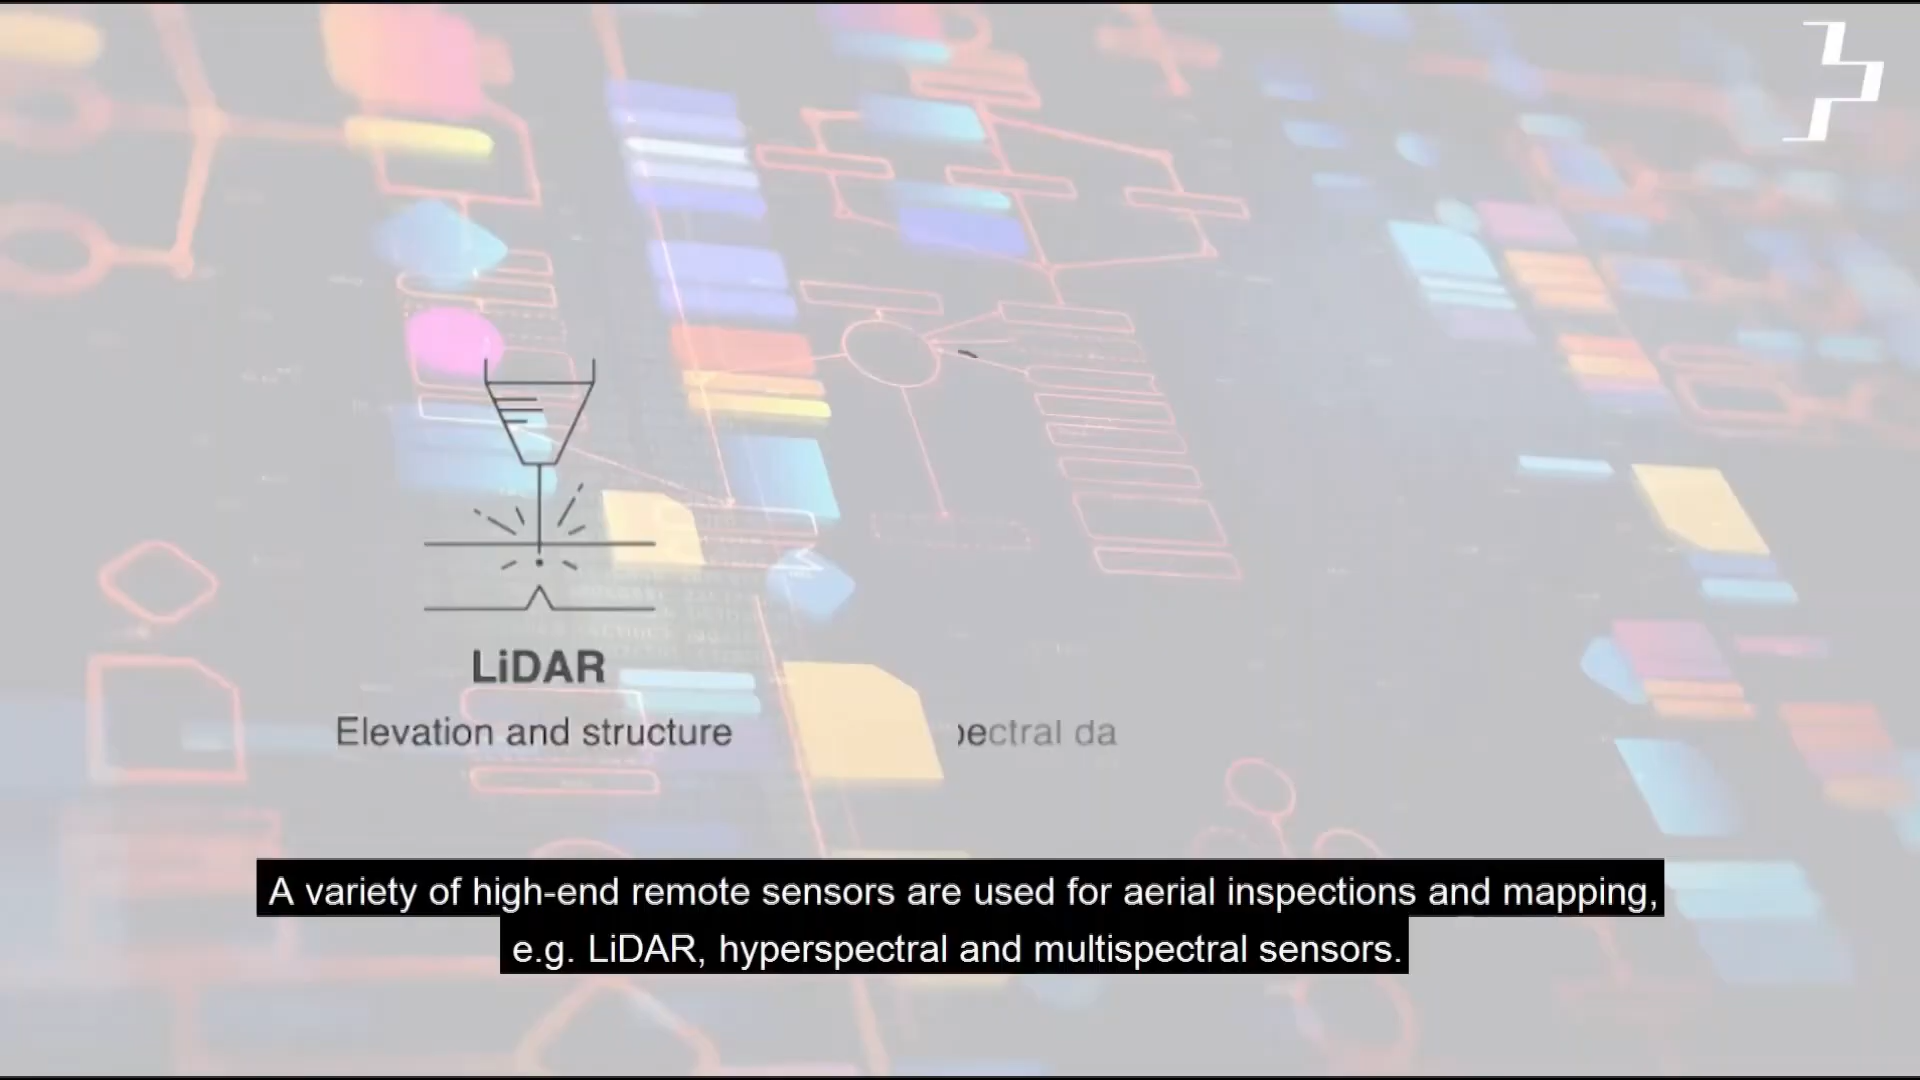 LiDAR
Elevation and structure
pectral da
A variety of high-end remote sensors are used for aerial inspections and mapping,
e.g. LiDAR, hyperspectral and multispectral sensors.